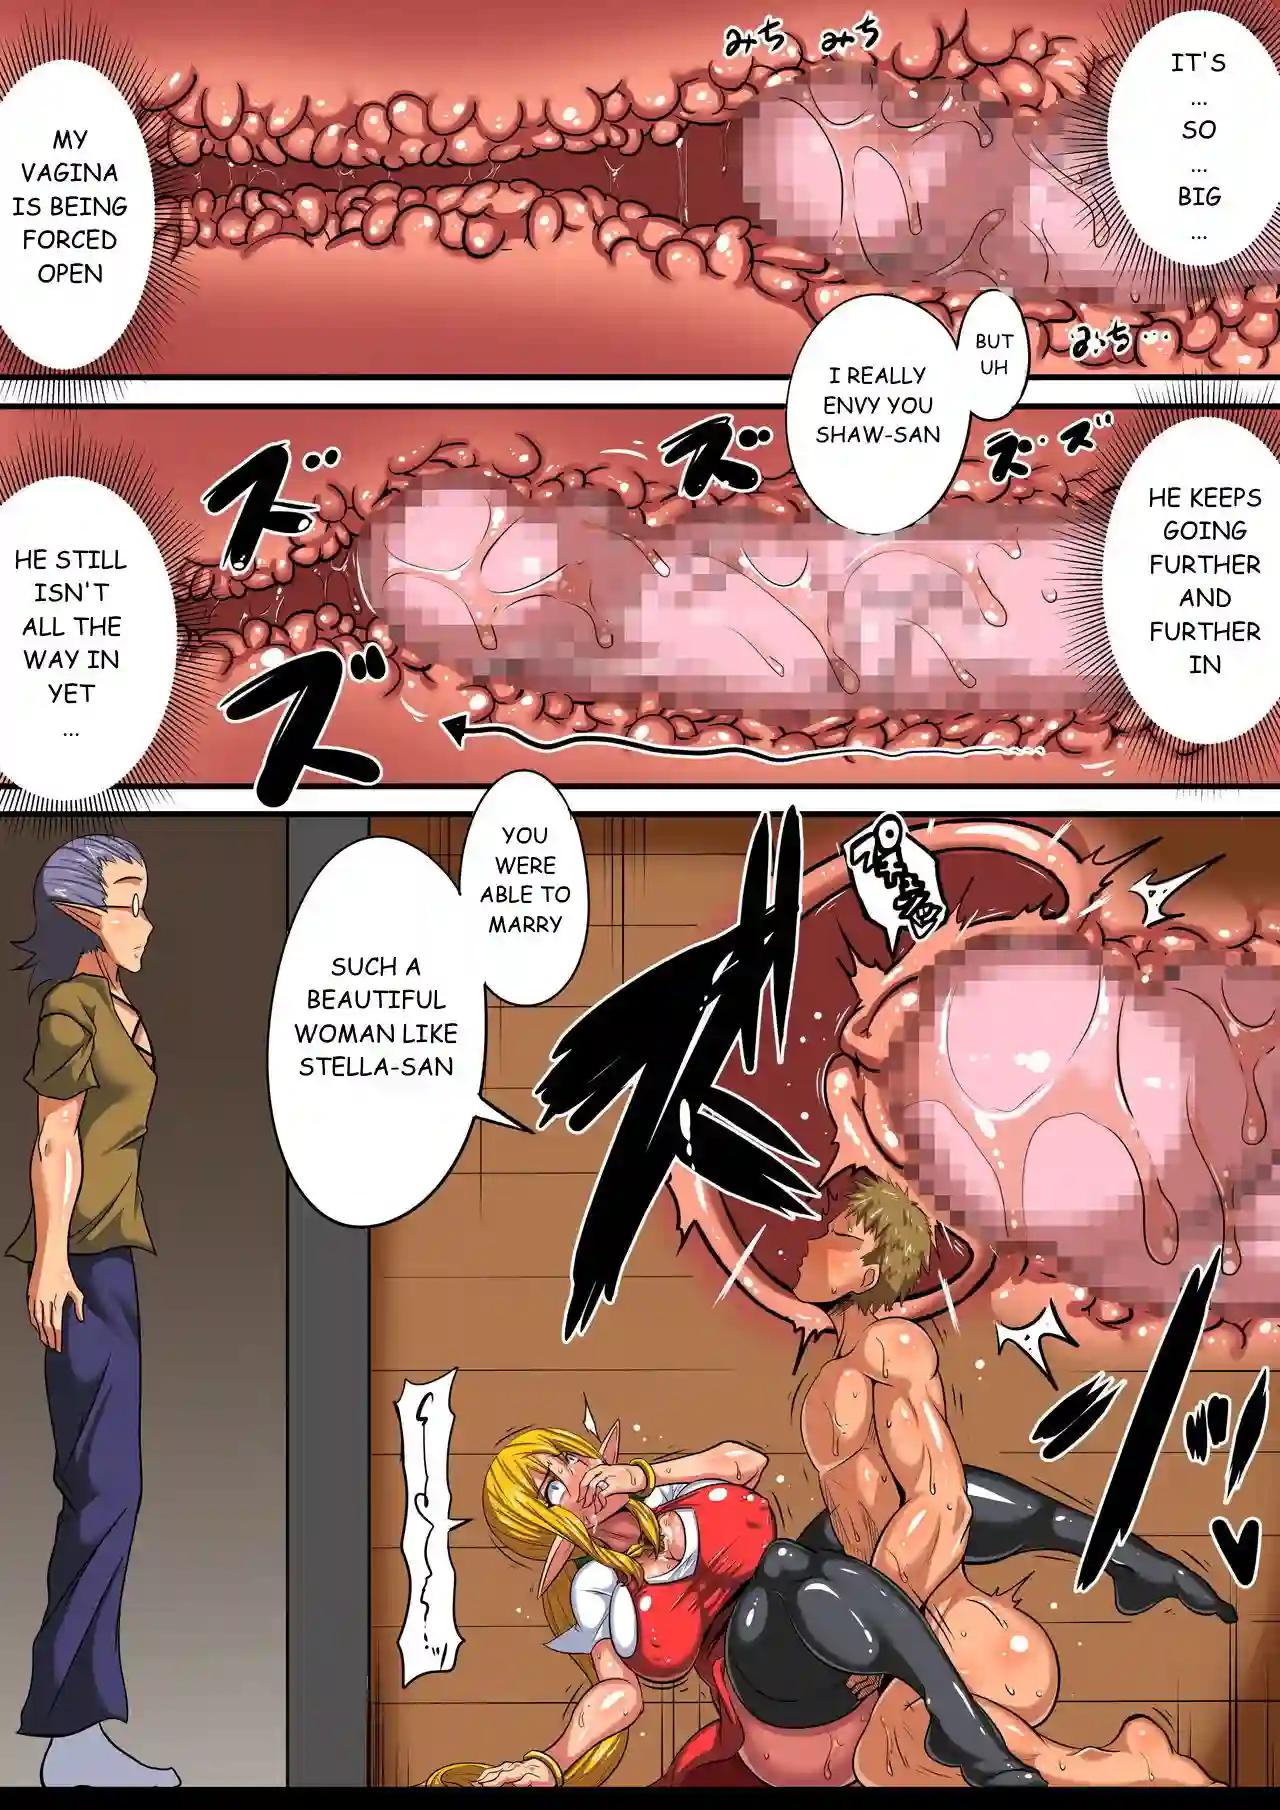 みち
みち
IT'S
...
SO
...
BIG
...
MY
VAGINA
IS BEING
FORCED
OPEN
みち...
BUT
UH
I REALLY
ENVY YOU
SHAW-SAN
ズ・ズ
ズ
ズ
HE KEEPS
GOING
FURTHER
AND
FURTHER
IN
HE STILL
ISN'T
ALL THE
WAY IN
YET
...
ズ
YOU
WERE
ABLE TO
MARRY
SUCH A
BEAUTIFUL
WOMAN LIKE
STELLA-SAN